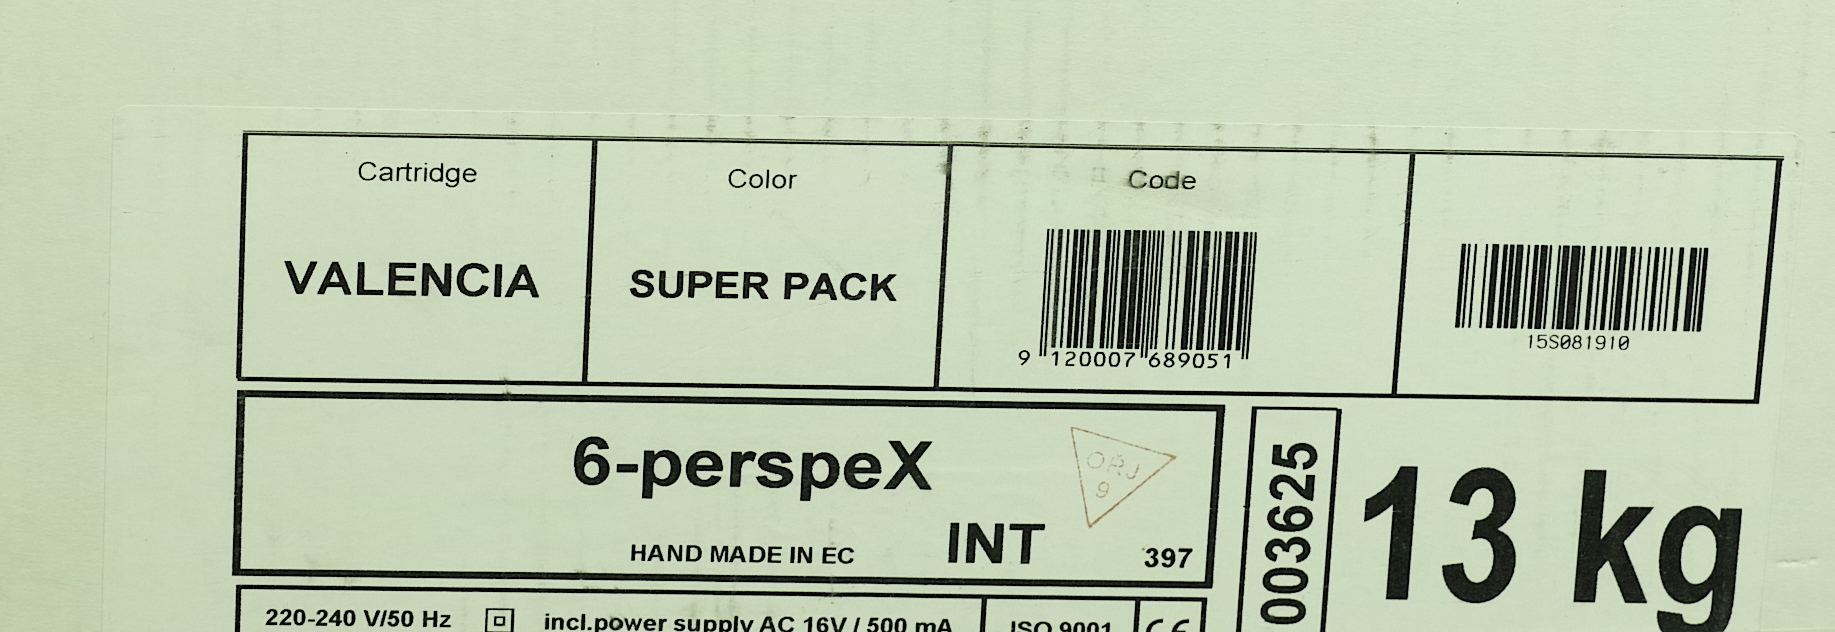 Cartridge
Color
Code
VALENCIA
SUPER PACK
9 120007 689051
15S081910
6-perspeX
ORJ
9
HAND MADE IN EC
INT
397
003625
13 kg
220-240 V/50 Hz
incl.power supply AC 16V / 500 mA
ISO 9001
CE